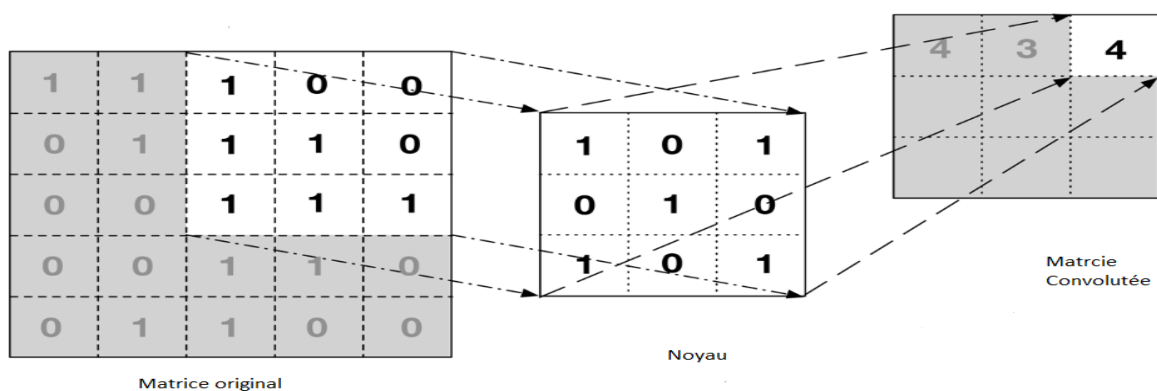 1 1 1 0 0
0 1 1 1 0
0 0 1 1 1
0 0 1 1 0
0 1 1 0 0
Matrice original
1 0 1
0 1 0
1 0 1
Noyau
4 3 4
Matrcie
Convolutée